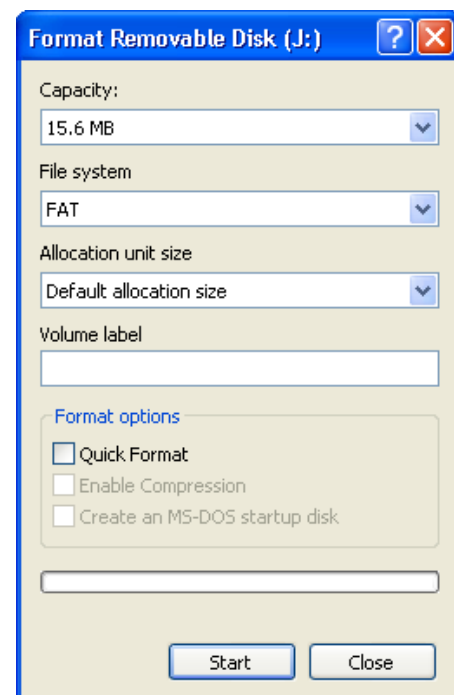 Format Removable Disk (J:)
Capacity:
15.6 MB
File system
FAT
Allocation unit size
Default allocation size
Volume label
Format options
Quick Format
Enable Compression
Create an MS-DOS startup disk
Start Close